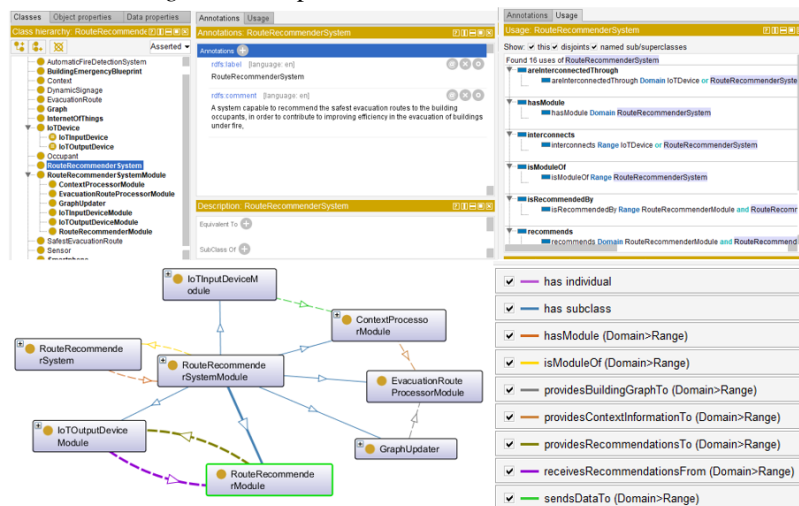 Classes
Object properties
Data properties
Class hierarchy: RouteRecommende
Asserted
AutomaticFireDetectionSystem
BuildingEmergencyBlueprint
Context
DynamicSignage
EvacuationRoute
Graph
InternetOfThings
IoTDevice
IoTInputDevice
IoTOutputDevice
Occupant
RouteRecommenderSystem
RouteRecommenderSystemModule
ContextProcessorModule
EvacuationRouteProcessorModule
GraphUpdater
IoTInputDeviceModule
IoTOutputDeviceModule
RouteRecommenderModule
SafestEvacuationRoute
Sensor
Annotations Usage
Annotations: RouteRecommenderSystem
Annotations
rdfs:label [language: en]
RouteRecommenderSystem
rdfs:comment [language: en]
A system capable to recommend the safest evacuation routes to the building
occupants, in order to contribute to improving efficiency in the evacuation of buildings
under fire,
Description: RouteRecommenderSystem
Equivalent To
SubClass Of
Annotations Usage
Usage: RouteRecommenderSystem
Show: this disjoints named sub/superclasses
Found 16 uses of RouteRecommenderSystem
areInterconnectedThrough
areInterconnectedThrough Domain IoTDevice or RouteRecommenderSyste
hasModule
hasModule Domain RouteRecommenderSystem
interconnects
interconnects Range IoTDevice or RouteRecommenderSystem
isModuleOf
isModuleOf Range RouteRecommenderSystem
isRecommendedBy
isRecommendedBy Range RouteRecommenderModule and RouteRecomr
recommends
recommends Domain RouteRecommenderModule and RouteRecommend
IoTInputDeviceM
odule
ContextProcesso
rModule
RouteRecommende
rSystem
RouteRecommende
rSystemModule
EvacuationRoute
ProcessorModule
IoTOutputDevice
Module
GraphUpdater
RouteRecommende
rModule
has individual
has subclass
hasModule (Domain>Range)
isModuleOf (Domain>Range)
providesBuildingGraphTo (Domain>Range)
providesContextInformationTo (Domain>Range)
providesRecommendationsTo (Domain>Range)
receivesRecommendationsFrom (Domain>Range)
sendsDataTo (Domain>Range)